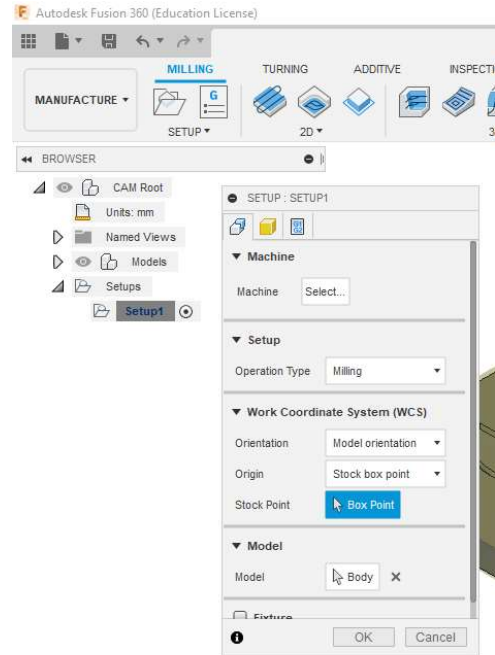 Autodesk Fusion 360 (Education License)
MILLING TURNING ADDITIVE INSPECTI
MANUFACTURE
G
SETUP 2D 3
BROWSER
CAM Root
Units: mm
Named Views
Models
Setups
Setup1
SETUP : SETUP1
Machine
Machine Select...
Setup
Operation Type Milling
Work Coordinate System (WCS)
Orientation Model orientation
Origin Stock box point
Stock Point Box Point
Model
Model Body
Fixture
OK Cancel